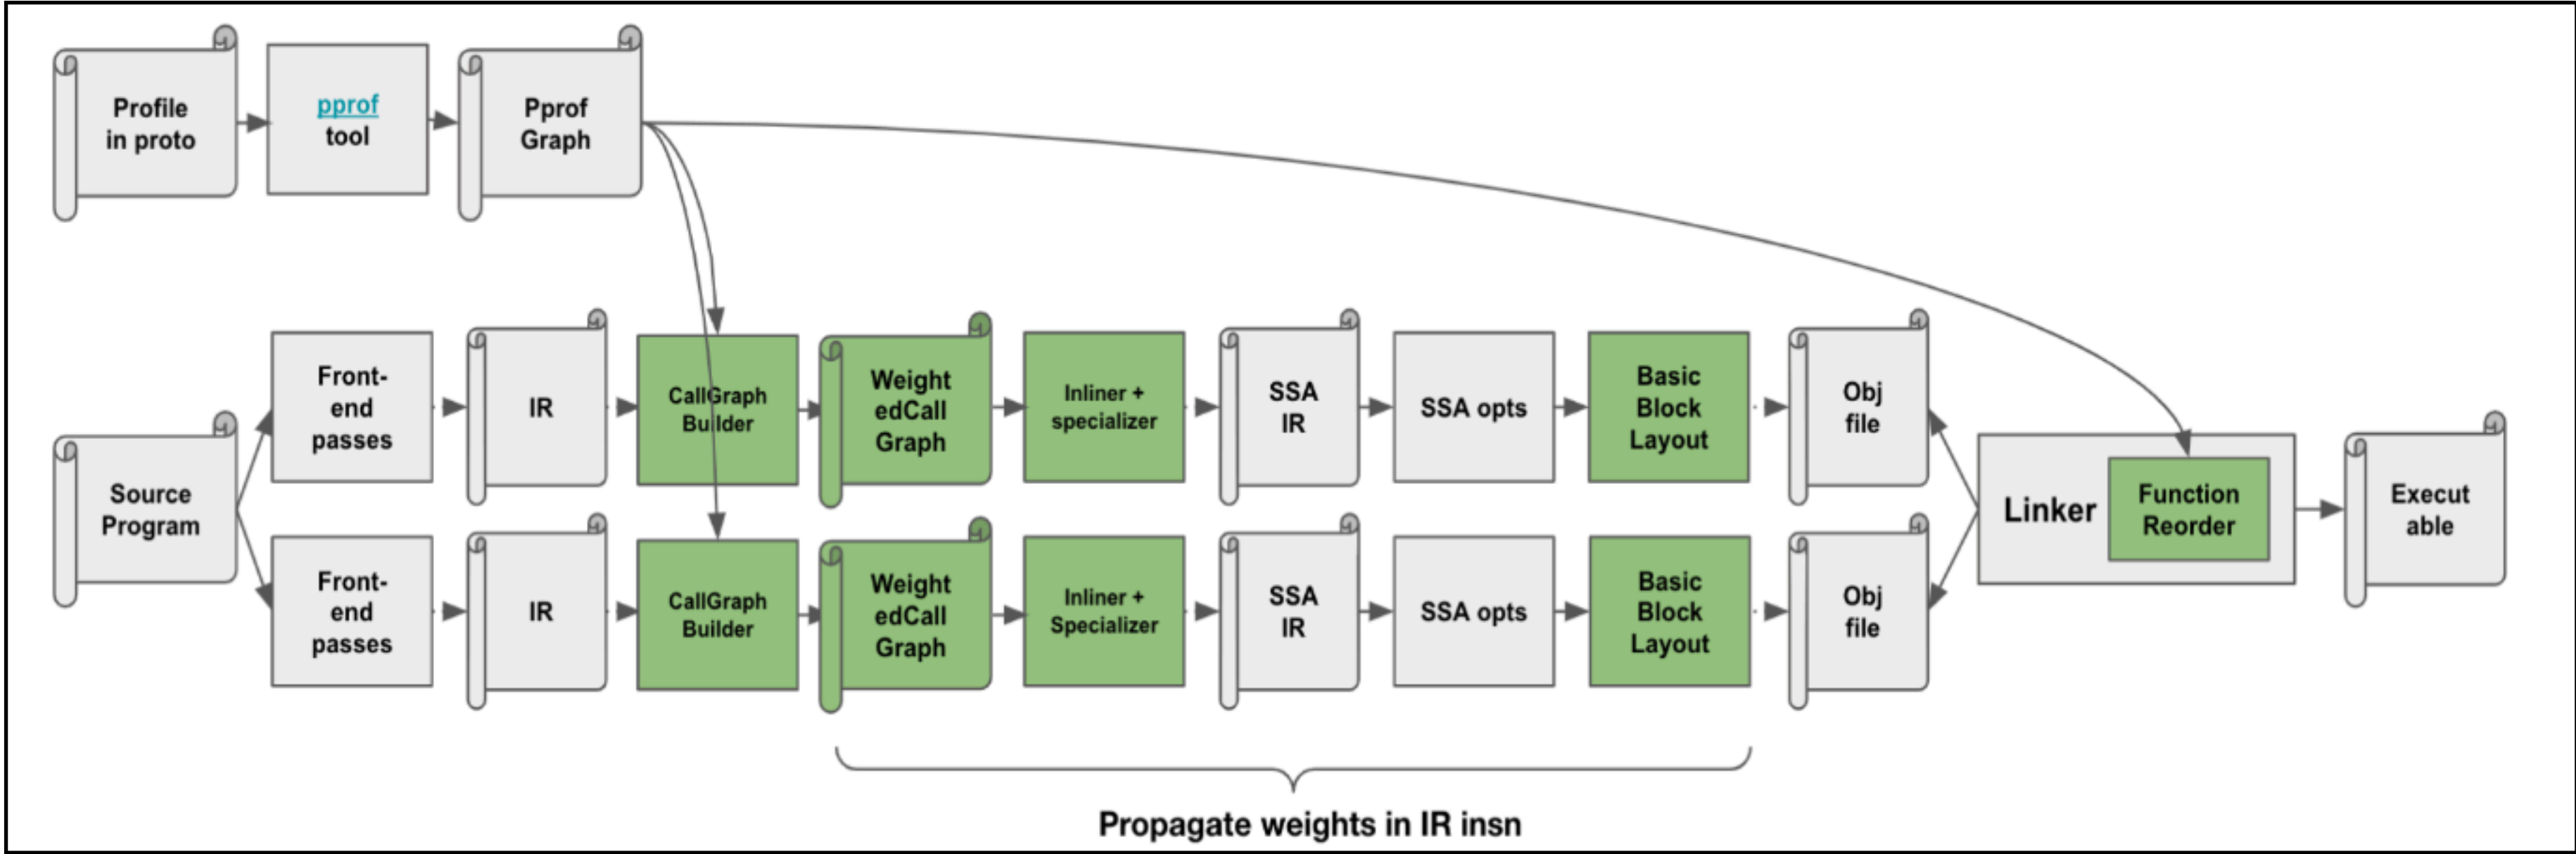 Profile
in proto
pprof
tool
Pprof
Graph
Source
Program
Front-
end
passes
IR
CallGraph
Builder
Weight
edCall
Graph
Inliner +
specializer
SSA
IR
SSA opts
Basic
Block
Layout
Obj
file
Front-
end
passes
IR
CallGraph
Builder
Weight
edCall
Graph
Inliner +
Specializer
SSA
IR
SSA opts
Basic
Block
Layout
Obj
file
Linker
Function
Reorder
Execut
able
Propagate weights in IR insn